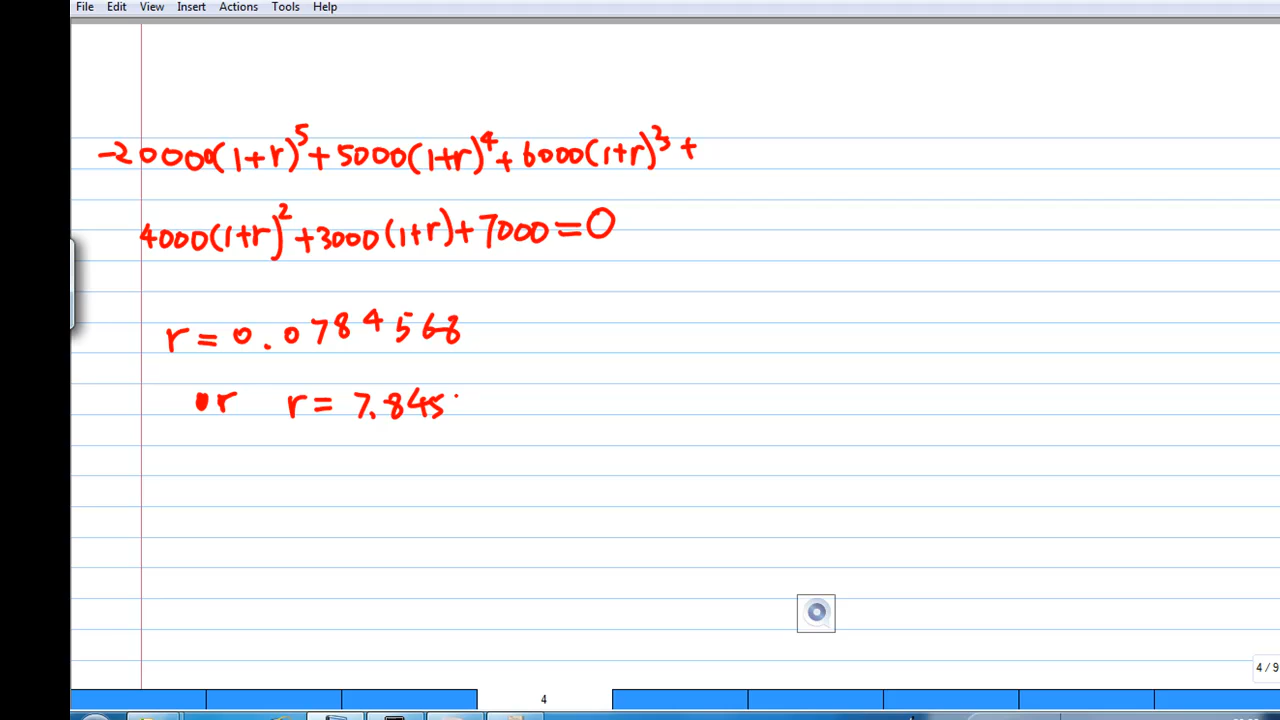 File Edit View Insert Actions Tools Help
-20000(1+r)^5+5000(1+r)^4+6000(1+r)^3+
4000(1+r)^2+3000(1+r)+7000=0
r=0.0784568
or r=7.845
4/9
4